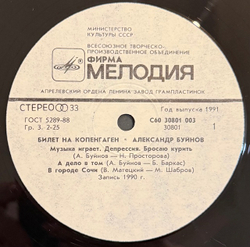 МИНИСТЕРСТВО
КУЛЬТУРЫ СССР
ВСЕСОЮЗНОЕ ТВОРЧЕСКО-
ПРОИЗВОДСТВЕННОЕ ОБЪЕДИНЕНИЕ
ФИРМА
МЕЛОДИЯ
АПРЕЛЕВСКИЙ ОРДЕНА ЛЕНИНА ЗАВОД ГРАМПЛАСТИНОК
СТЕРЕО 33
Год выпуска 1991
ГОСТ 5289-88
С60 30801 003
Гр. 3. 2-25
30801
1
БИЛЕТ НА КОПЕНГАГЕН • АЛЕКСАНДР БУЙНОВ
Музыка играет. Депрессия. Бросаю курить
(А. Буйнов — Н. Просторова)
А дело в том (А. Буйнов — Б. Баркас)
В городе Сочи (В. Матецкий — М. Шабров)
Запись 1990 г.